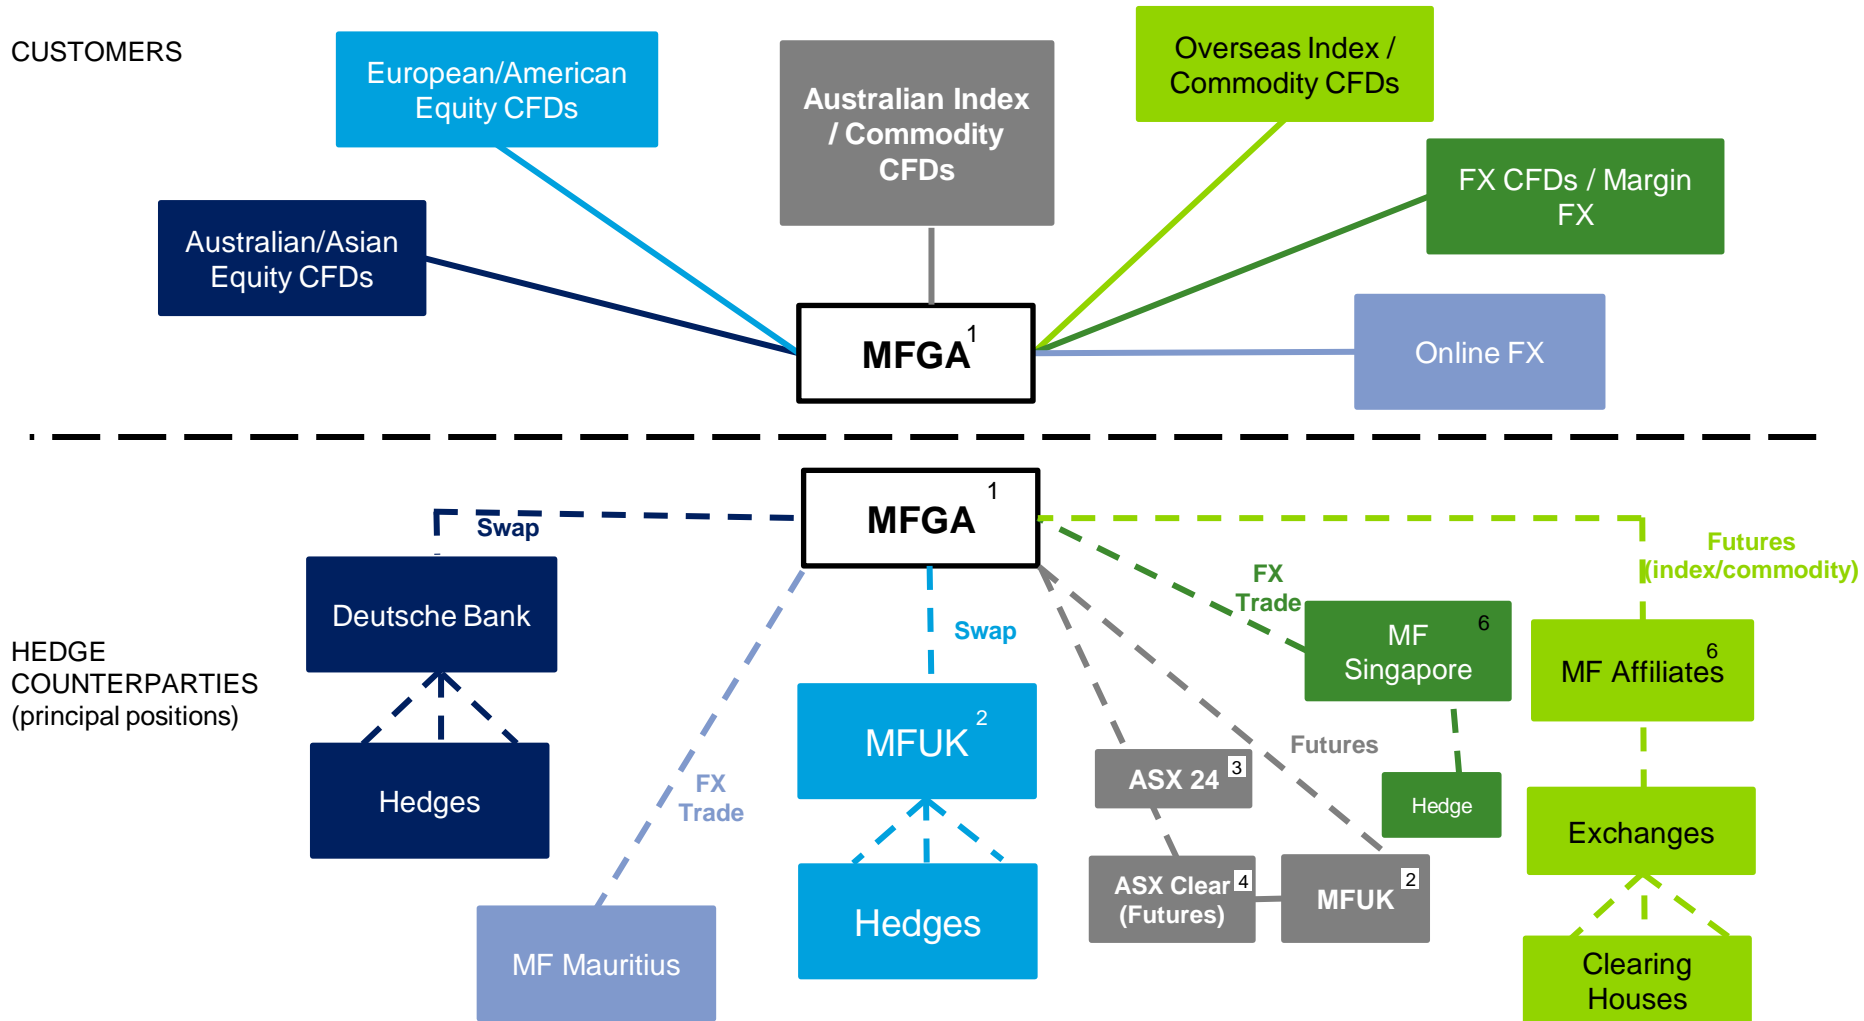 CUSTOMERS
European/American
Equity CFDs
Australian Index
/ Commodity
CFDs
Overseas Index /
Commodity CFDs
FX CFDs / Margin
FX
Australian/Asian
Equity CFDs
MFGA 1
Online FX
MFGA 1
Swap
Deutsche Bank
Hedges
HEDGE
COUNTERPARTIES
(principal positions)
FX
Trade
MF Mauritius
Swap
MFUK 2
Hedges
Futures
ASX 24 3
ASX Clear 4
(Futures)
MFUK 2
FX
Trade
MF 6
Singapore
Hedge
Futures
(index/commodity)
MF Affiliates 6
Exchanges
Clearing
Houses